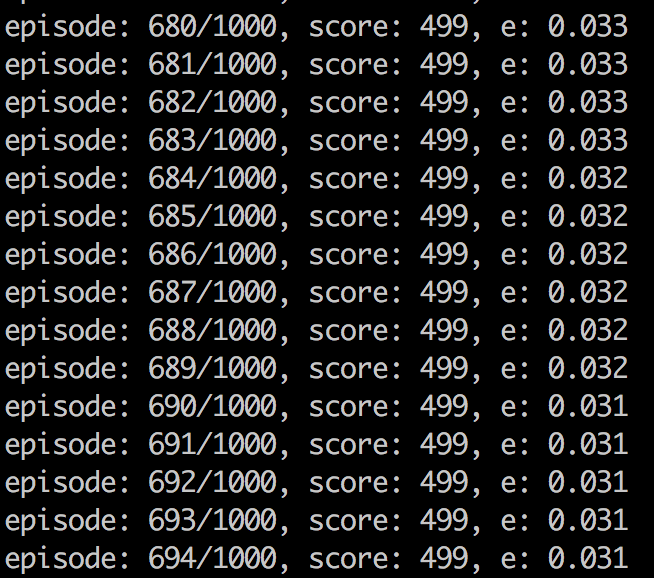 episode: 680/1000, score: 499, e: 0.033
episode: 681/1000, score: 499, e: 0.033
episode: 682/1000, score: 499, e: 0.033
episode: 683/1000, score: 499, e: 0.033
episode: 684/1000, score: 499, e: 0.032
episode: 685/1000, score: 499, e: 0.032
episode: 686/1000, score: 499, e: 0.032
episode: 687/1000, score: 499, e: 0.032
episode: 688/1000, score: 499, e: 0.032
episode: 689/1000, score: 499, e: 0.032
episode: 690/1000, score: 499, e: 0.031
episode: 691/1000, score: 499, e: 0.031
episode: 692/1000, score: 499, e: 0.031
episode: 693/1000, score: 499, e: 0.031
episode: 694/1000, score: 499, e: 0.031